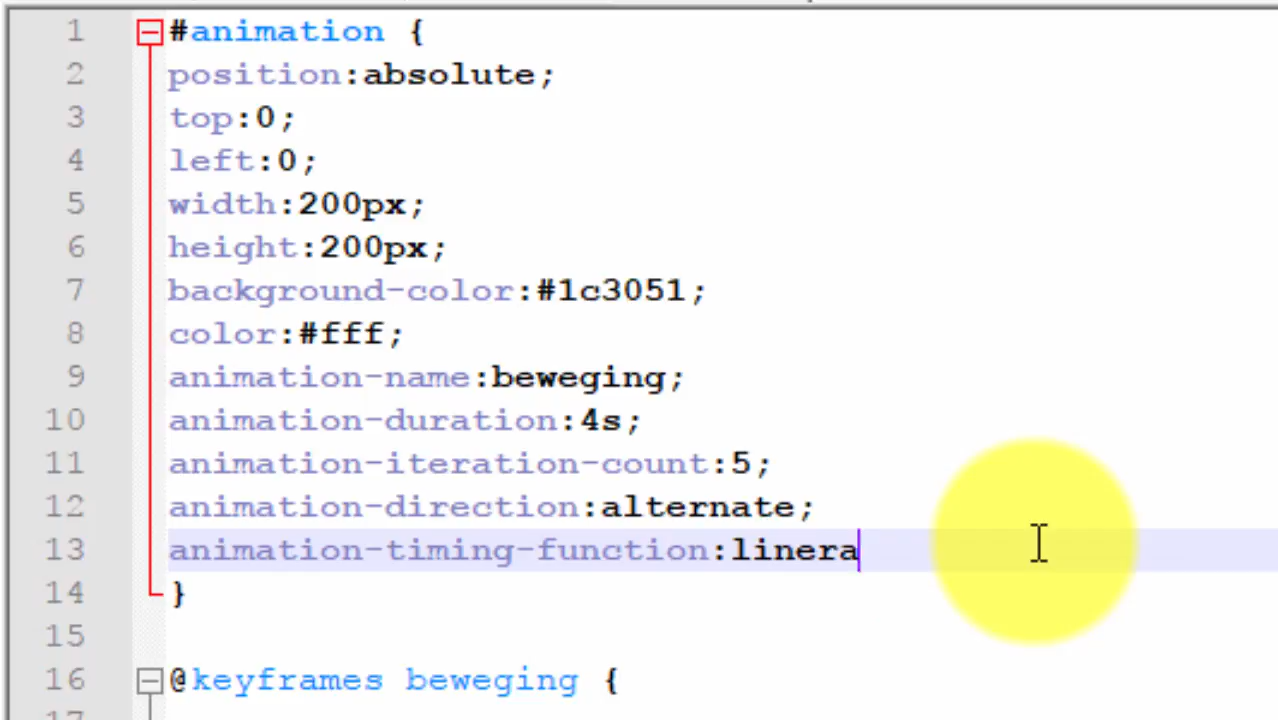 1 #animation {
2 position:absolute;
3 top:0;
4 left:0;
5 width:200px;
6 height:200px;
7 background-color:#1c3051;
8 color:#fff;
9 animation-name:beweging;
10 animation-duration:4s;
11 animation-iteration-count:5;
12 animation-direction:alternate;
13 animation-timing-function:linera
14 }
15
16 @keyframes beweging {
17